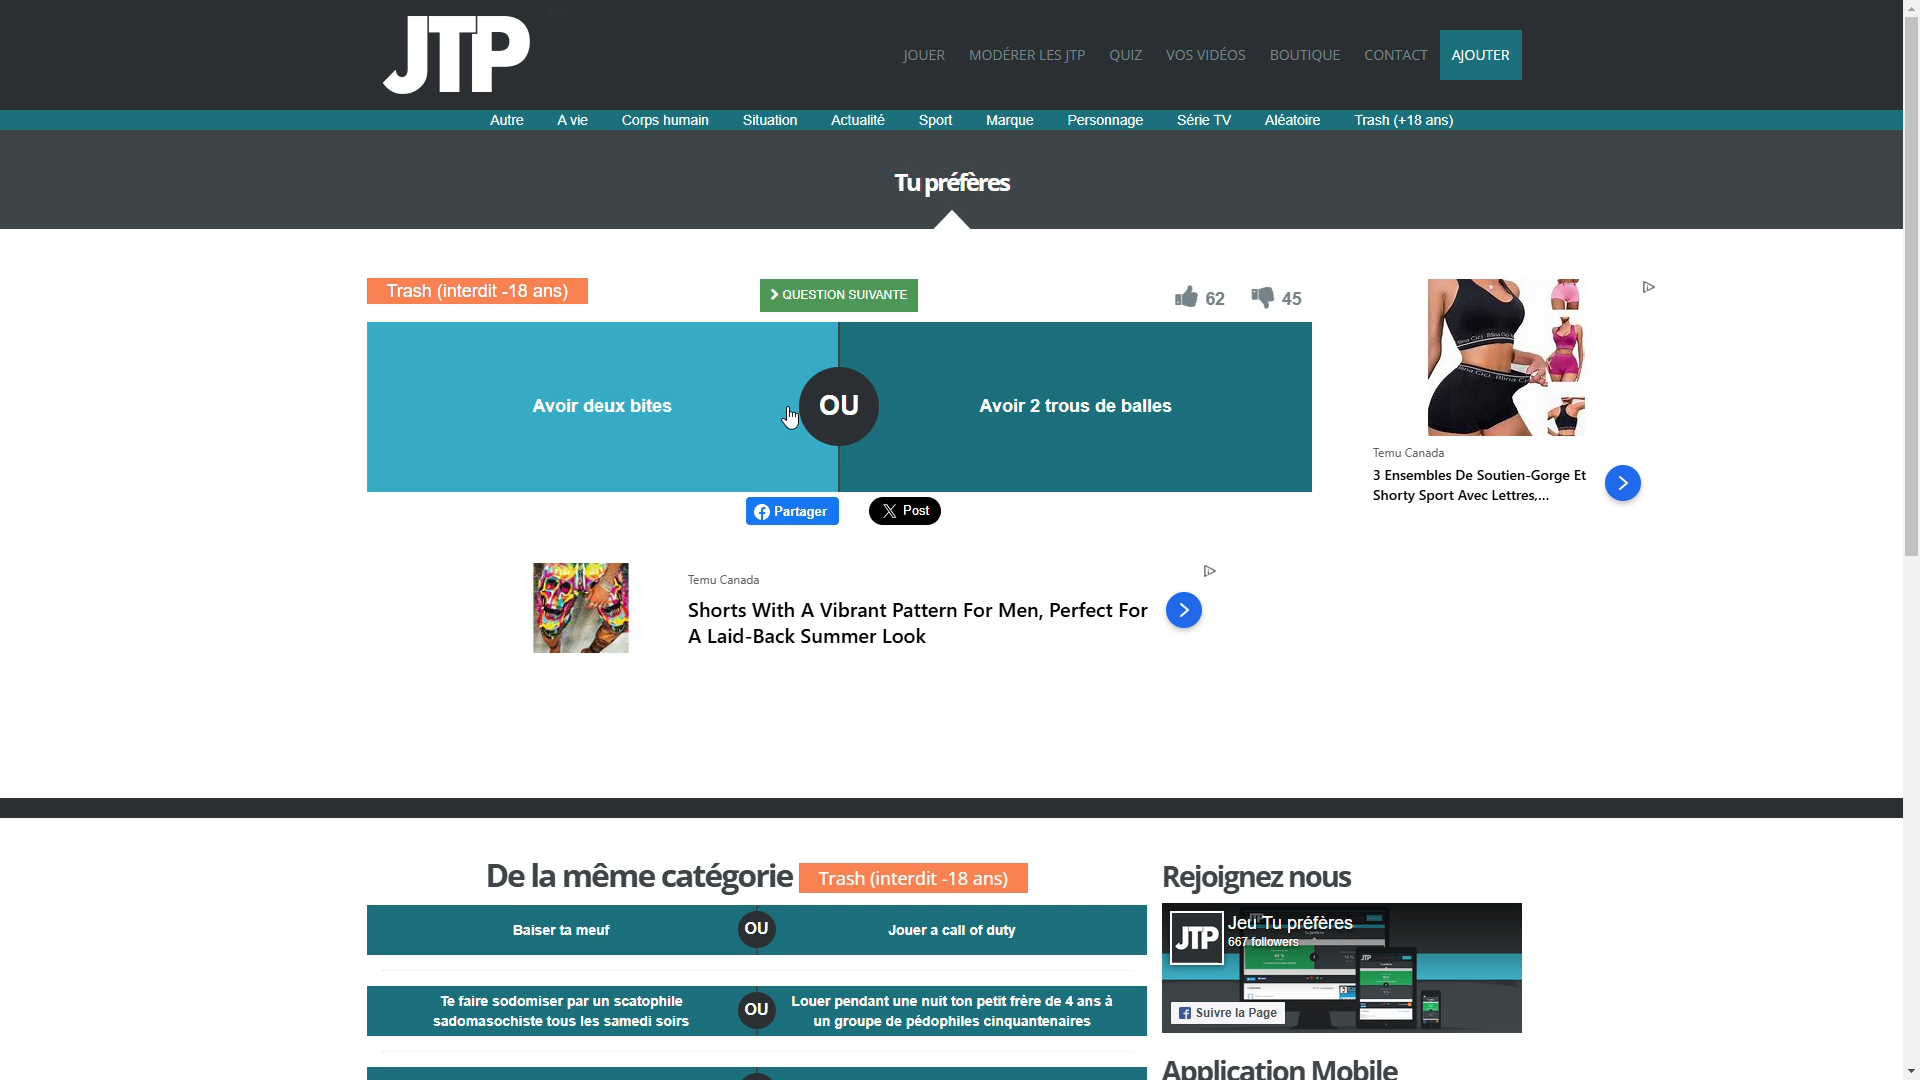 JTP
JOUER MODÉRER LES JTP QUIZ VOS VIDÉOS BOUTIQUE CONTACT AJOUTER
Autre A vie Corps humain Situation Actualité Sport Marque Personnage Série TV Aléatoire Trash (+18 ans)
Tu préfères
Trash (interdit -18 ans)
QUESTION SUIVANTE
62 45
Avoir deux bites
OU
Avoir 2 trous de balles
Partager
Post
Temu Canada
3 Ensembles De Soutien-Gorge Et
Shorty Sport Avec Lettres,...
Temu Canada
Shorts With A Vibrant Pattern For Men, Perfect For
A Laid-Back Summer Look
De la même catégorie Trash (interdit -18 ans)
Baiser ta meuf
OU
Jouer a call of duty
Te faire sodomiser par un scatophile
sadomasochiste tous les samedi soirs
OU
Louer pendant une nuit ton petit frère de 4 ans à
un groupe de pédophiles cinquantenaires
Rejoignez nous
JTP
Jeu Tu préfères
667 followers
Suivre la Page
Application Mobile